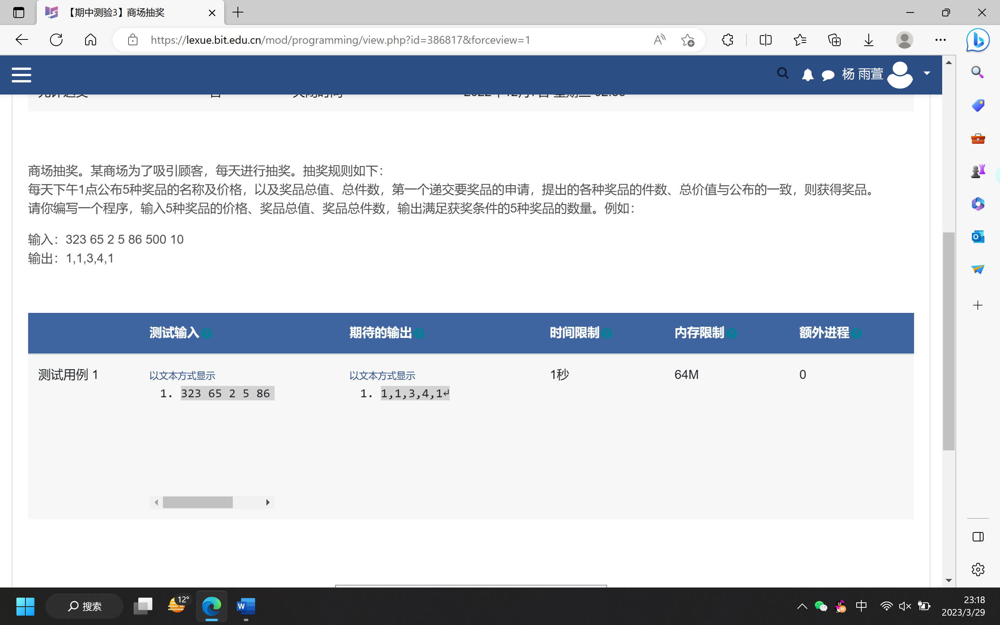 【期中测验3】商场抽奖
https://lexue.bit.edu.cn/mod/programming/view.php?id=386817&forceview=1
杨 雨萱
商场抽奖。某商场为了吸引顾客，每天进行抽奖。抽奖规则如下：
每天下午1点公布5种奖品的名称及价格，以及奖品总值、总件数，第一个递交要奖品的申请，提出的各种奖品的件数、总价值与公布的一致，则获得奖品。
请你编写一个程序，输入5种奖品的价格、奖品总值、奖品总件数，输出满足获奖条件的5种奖品的数量。例如：
输入：323 65 2 5 86 500 10
输出：1,1,3,4,1
测试输入 期待的输出 时间限制 内存限制 额外进程
测试用例 1 以文本方式显示 以文本方式显示 1秒 64M 0
1. 323 65 2 5 86 1. 1,1,3,4,1↵
搜索
12°
中
23:18
2023/3/29